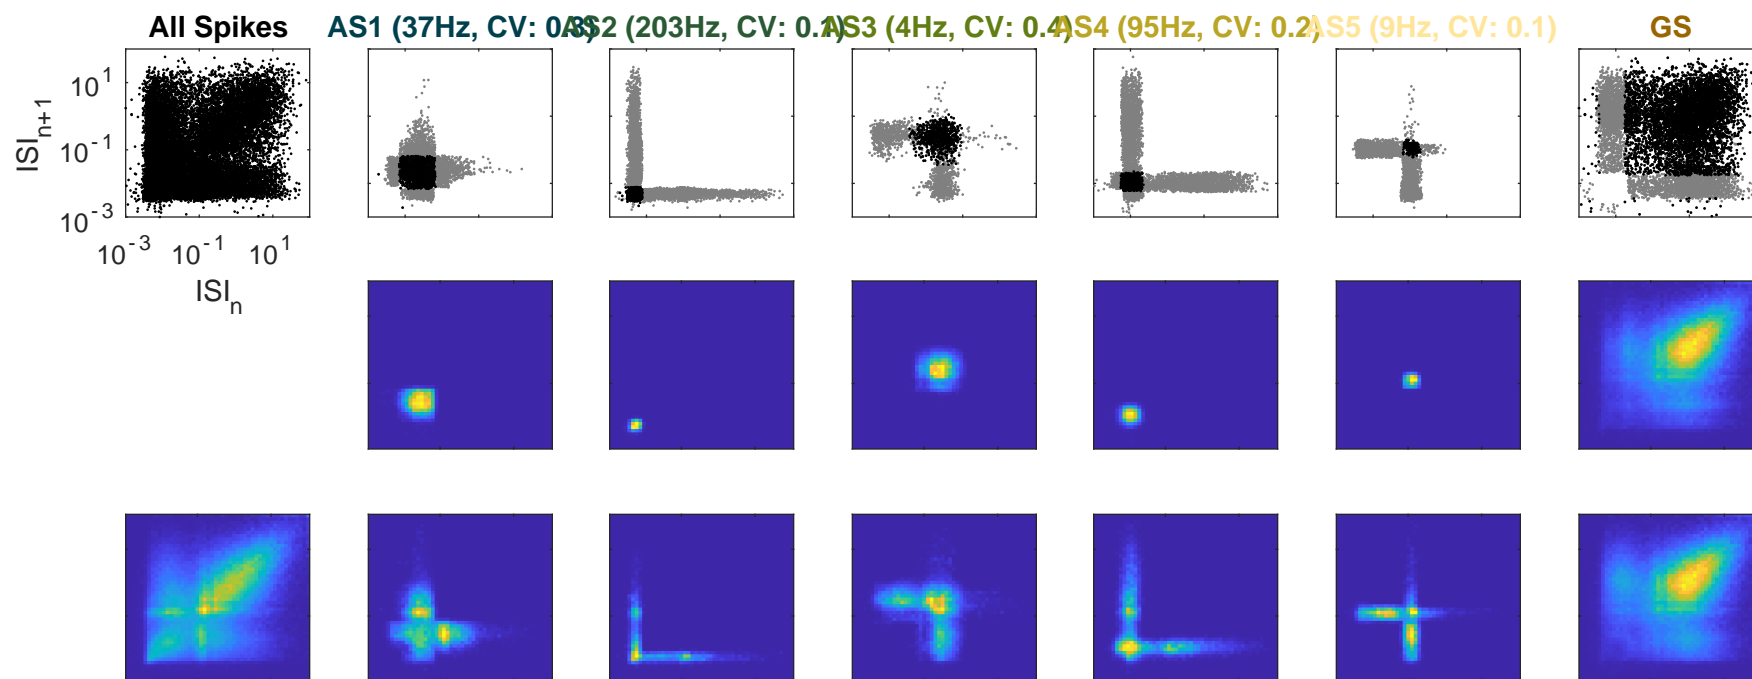 All Spikes
AS1 (37Hz, CV: 0.3)
AS2 (203Hz, CV: 0.1)
AS3 (4Hz, CV: 0.4)
AS4 (95Hz, CV: 0.2)
AS5 (9Hz, CV: 0.1)
GS
ISI_{n+1}
10^1
10^{-1}
10^{-3}
10^{-3} 10^{-1} 10^1
ISI_n